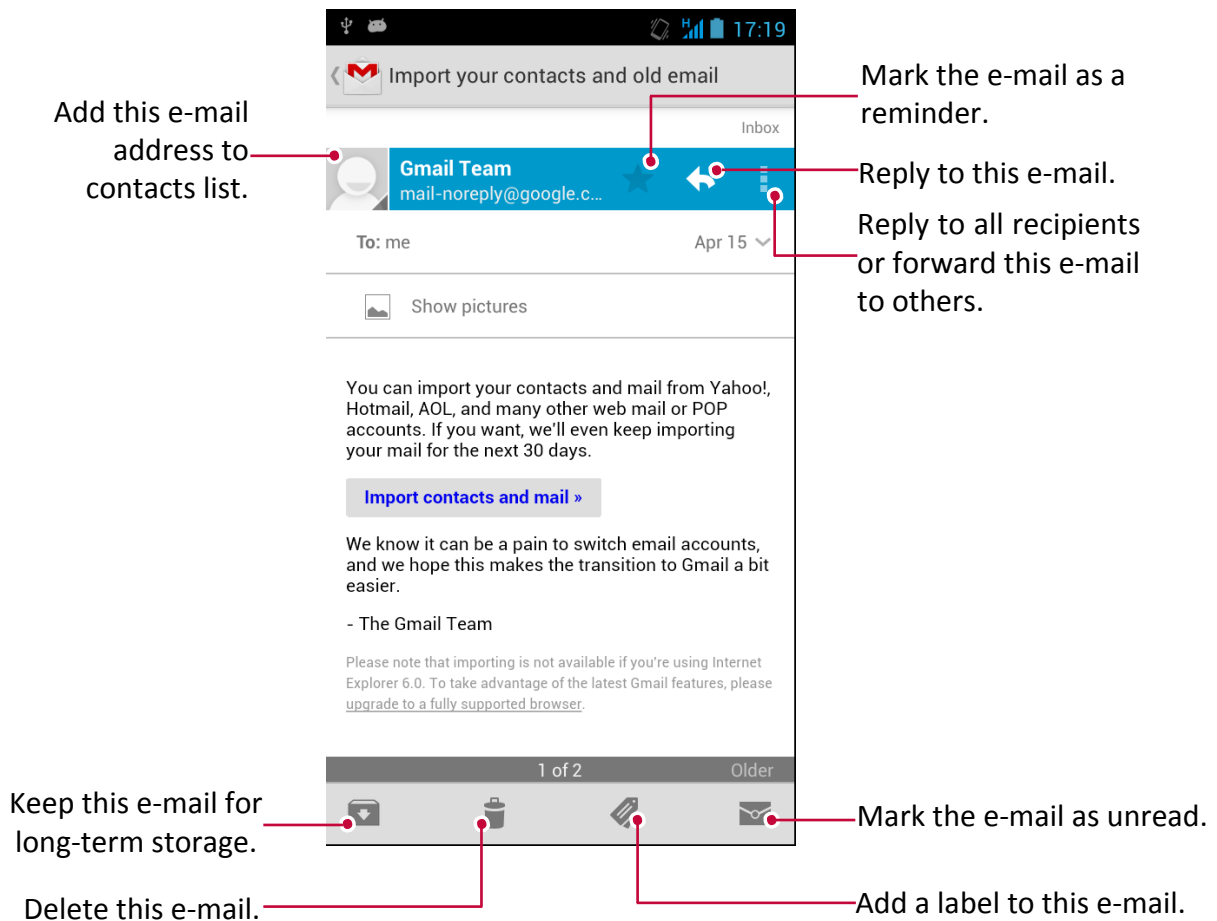 H 17:19
Import your contacts and old email
Mark the e-mail as a
reminder.
Add this e-mail
address to
contacts list.
Inbox
Gmail Team
mail-noreply@google.c...
Reply to this e-mail.
Reply to all recipients
or forward this e-mail
to others.
To: me Apr 15
Show pictures
You can import your contacts and mail from Yahoo!,
Hotmail, AOL, and many other web mail or POP
accounts. If you want, we'll even keep importing
your mail for the next 30 days.
Import contacts and mail »
We know it can be a pain to switch email accounts,
and we hope this makes the transition to Gmail a bit
easier.
- The Gmail Team
Please note that importing is not available if you're using Internet
Explorer 6.0. To take advantage of the latest Gmail features, please
upgrade to a fully supported browser.
1 of 2 Older
Keep this e-mail for
long-term storage.
Mark the e-mail as unread.
Delete this e-mail.
Add a label to this e-mail.